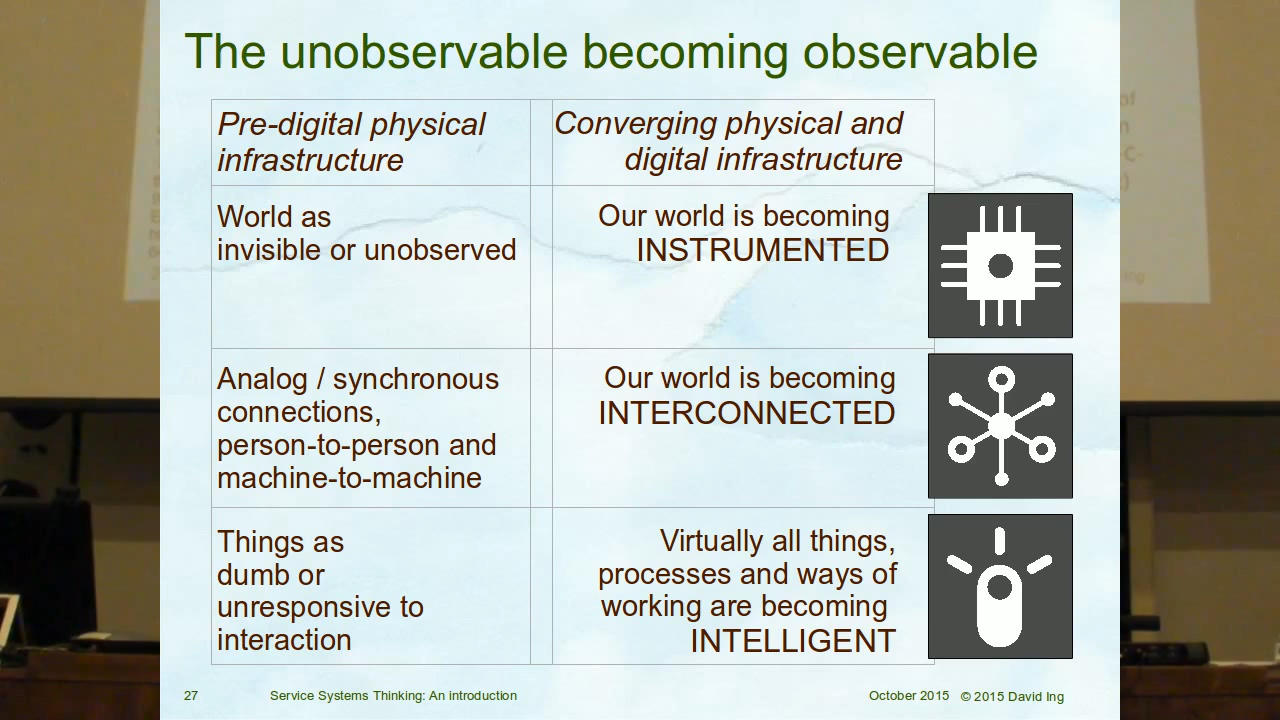 The unobservable becoming observable
Pre-digital physical
infrastructure
Converging physical and
digital infrastructure
World as
invisible or unobserved
Our world is becoming
INSTRUMENTED
Analog / synchronous
connections,
person-to-person and
machine-to-machine
Our world is becoming
INTERCONNECTED
Things as
dumb or
unresponsive to
interaction
Virtually all things,
processes and ways of
working are becoming
INTELLIGENT
27
Service Systems Thinking: An introduction
October 2015
© 2015 David Ing